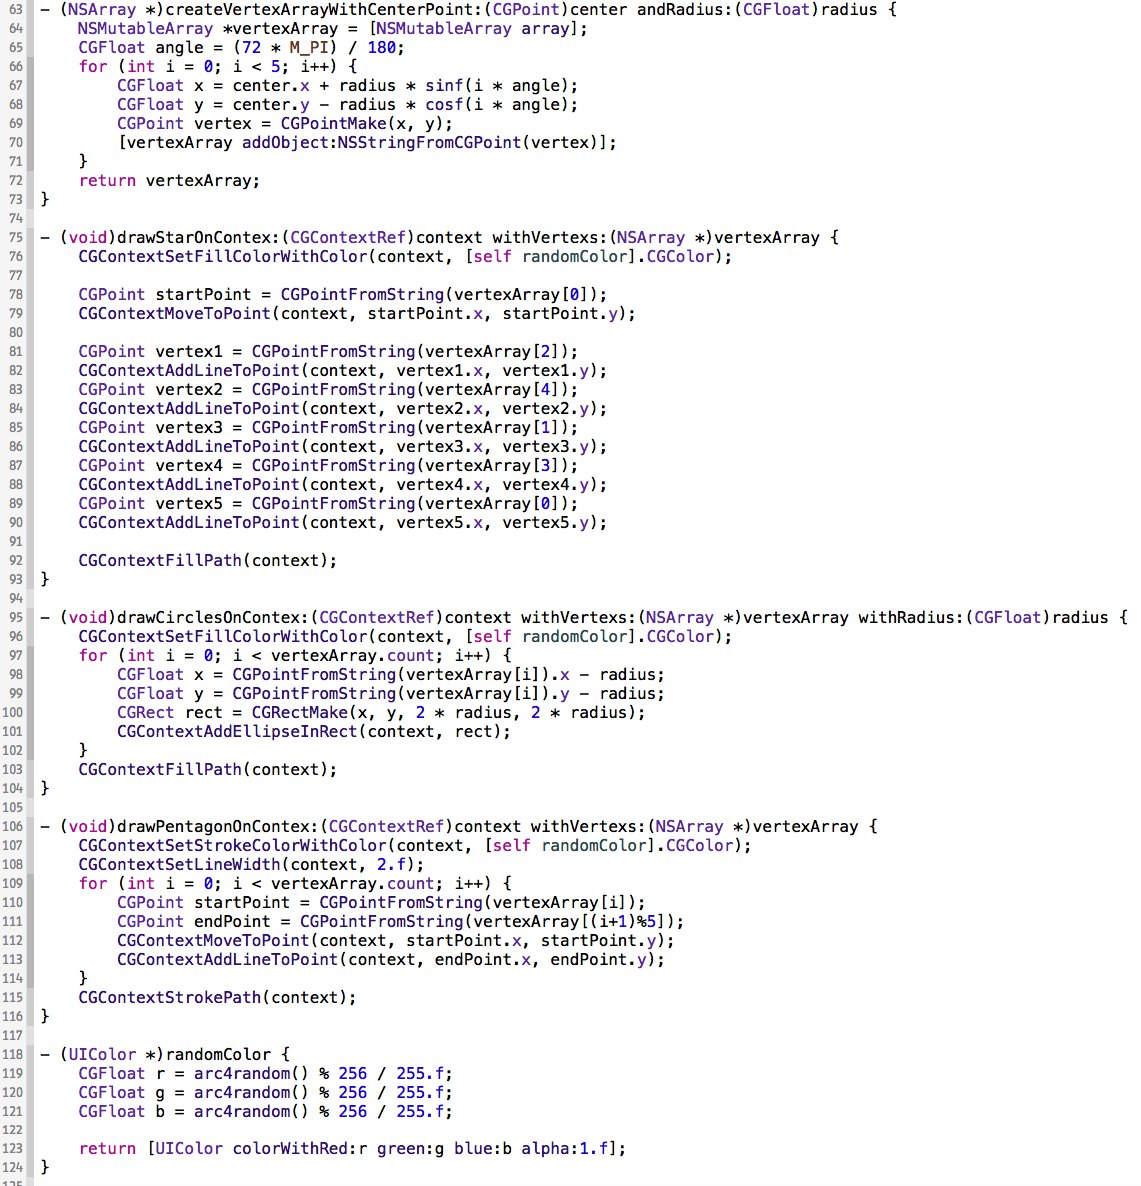 63 - (NSArray *)createVertexArrayWithCenterPoint:(CGPoint)center andRadius:(CGFloat)radius {
64     NSMutableArray *vertexArray = [NSMutableArray array];
65     CGFloat angle = (72 * M_PI) / 180;
66     for (int i = 0; i < 5; i++) {
67         CGFloat x = center.x + radius * sinf(i * angle);
68         CGFloat y = center.y - radius * cosf(i * angle);
69         CGPoint vertex = CGPointMake(x, y);
70         [vertexArray addObject:NSStringFromCGPoint(vertex)];
71     }
72     return vertexArray;
73 }
74
75 - (void)drawStarOnContex:(CGContextRef)context withVertexs:(NSArray *)vertexArray {
76     CGContextSetFillColorWithColor(context, [self randomColor].CGColor);
77
78     CGPoint startPoint = CGPointFromString(vertexArray[0]);
79     CGContextMoveToPoint(context, startPoint.x, startPoint.y);
80
81     CGPoint vertex1 = CGPointFromString(vertexArray[2]);
82     CGContextAddLineToPoint(context, vertex1.x, vertex1.y);
83     CGPoint vertex2 = CGPointFromString(vertexArray[4]);
84     CGContextAddLineToPoint(context, vertex2.x, vertex2.y);
85     CGPoint vertex3 = CGPointFromString(vertexArray[1]);
86     CGContextAddLineToPoint(context, vertex3.x, vertex3.y);
87     CGPoint vertex4 = CGPointFromString(vertexArray[3]);
88     CGContextAddLineToPoint(context, vertex4.x, vertex4.y);
89     CGPoint vertex5 = CGPointFromString(vertexArray[0]);
90     CGContextAddLineToPoint(context, vertex5.x, vertex5.y);
91
92     CGContextFillPath(context);
93 }
94
95 - (void)drawCirclesOnContex:(CGContextRef)context withVertexs:(NSArray *)vertexArray withRadius:(CGFloat)radius {
96     CGContextSetFillColorWithColor(context, [self randomColor].CGColor);
97     for (int i = 0; i < vertexArray.count; i++) {
98         CGFloat x = CGPointFromString(vertexArray[i]).x - radius;
99         CGFloat y = CGPointFromString(vertexArray[i]).y - radius;
100         CGRect rect = CGRectMake(x, y, 2 * radius, 2 * radius);
101         CGContextAddEllipseInRect(context, rect);
102     }
103     CGContextFillPath(context);
104 }
105
106 - (void)drawPentagonOnContex:(CGContextRef)context withVertexs:(NSArray *)vertexArray {
107     CGContextSetStrokeColorWithColor(context, [self randomColor].CGColor);
108     CGContextSetLineWidth(context, 2.f);
109     for (int i = 0; i < vertexArray.count; i++) {
110         CGPoint startPoint = CGPointFromString(vertexArray[i]);
111         CGPoint endPoint = CGPointFromString(vertexArray[(i+1)%5]);
112         CGContextMoveToPoint(context, startPoint.x, startPoint.y);
113         CGContextAddLineToPoint(context, endPoint.x, endPoint.y);
114     }
115     CGContextStrokePath(context);
116 }
117
118 - (UIColor *)randomColor {
119     CGFloat r = arc4random() % 256 / 255.f;
120     CGFloat g = arc4random() % 256 / 255.f;
121     CGFloat b = arc4random() % 256 / 255.f;
122
123     return [UIColor colorWithRed:r green:g blue:b alpha:1.f];
124 }